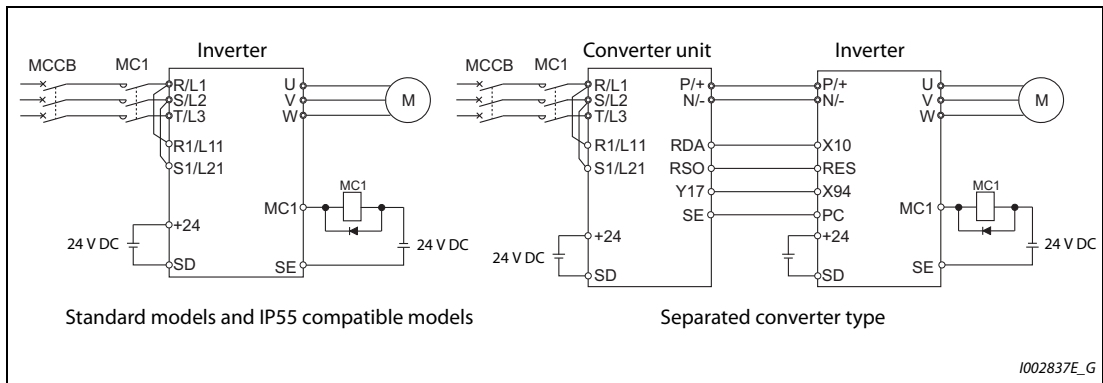 Inverter
MCCB MC1
R/L1
S/L2
T/L3
R1/L11
S1/L21
+24
24 V DC
SD
U
V
W
M
MC1
MC1
24 V DC
SE
Standard models and IP55 compatible models
Converter unit
Inverter
MCCB MC1
R/L1
S/L2
T/L3
R1/L11
S1/L21
+24
24 V DC
SD
P/+
N/-
RDA
RSO
Y17
SE
P/+
N/-
X10
RES
X94
PC
+24
SD
U
V
W
M
MC1
MC1
24 V DC
SE
Separated converter type
I002837E_G